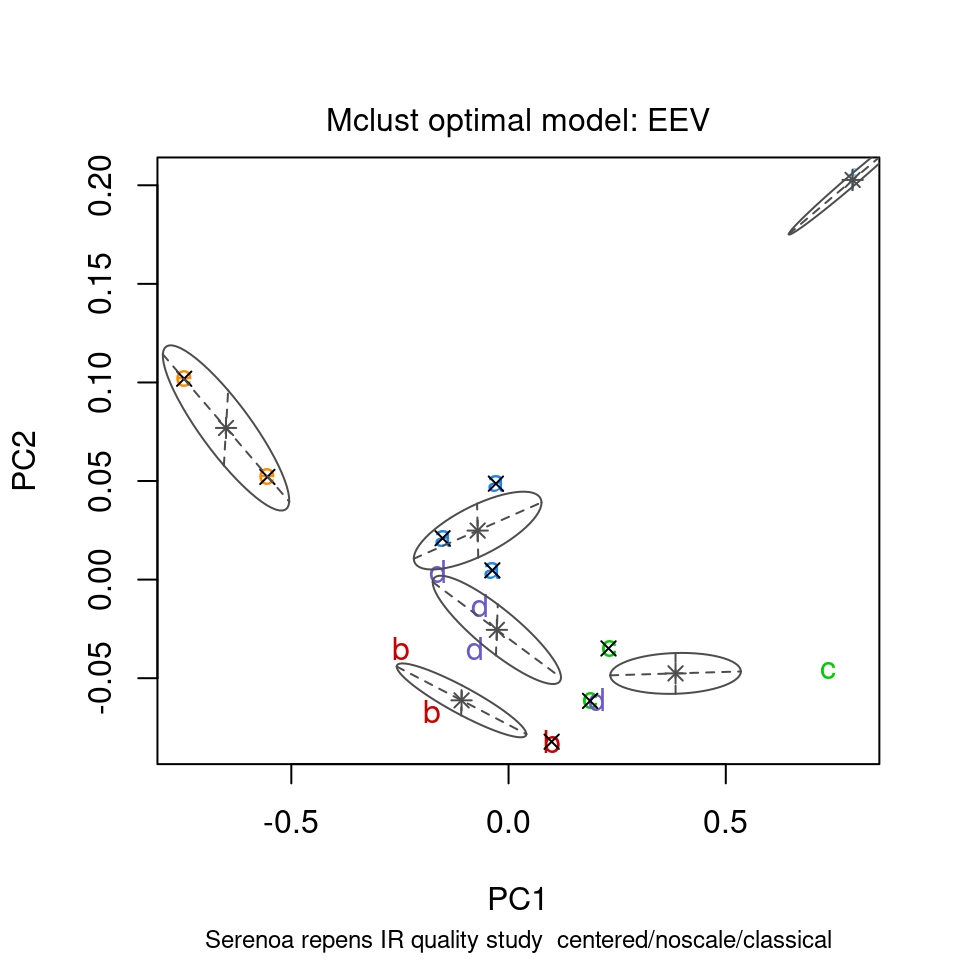 Mclust optimal model: EEV
0.20
0.15
0.10
0.05
0.00
-0.05
PC2
e
e
a
a
a
d
d
d
d
b
b
b
c
c
c
-0.5 0.0 0.5
PC1
Serenoa repens IR quality study centered/noscale/classical